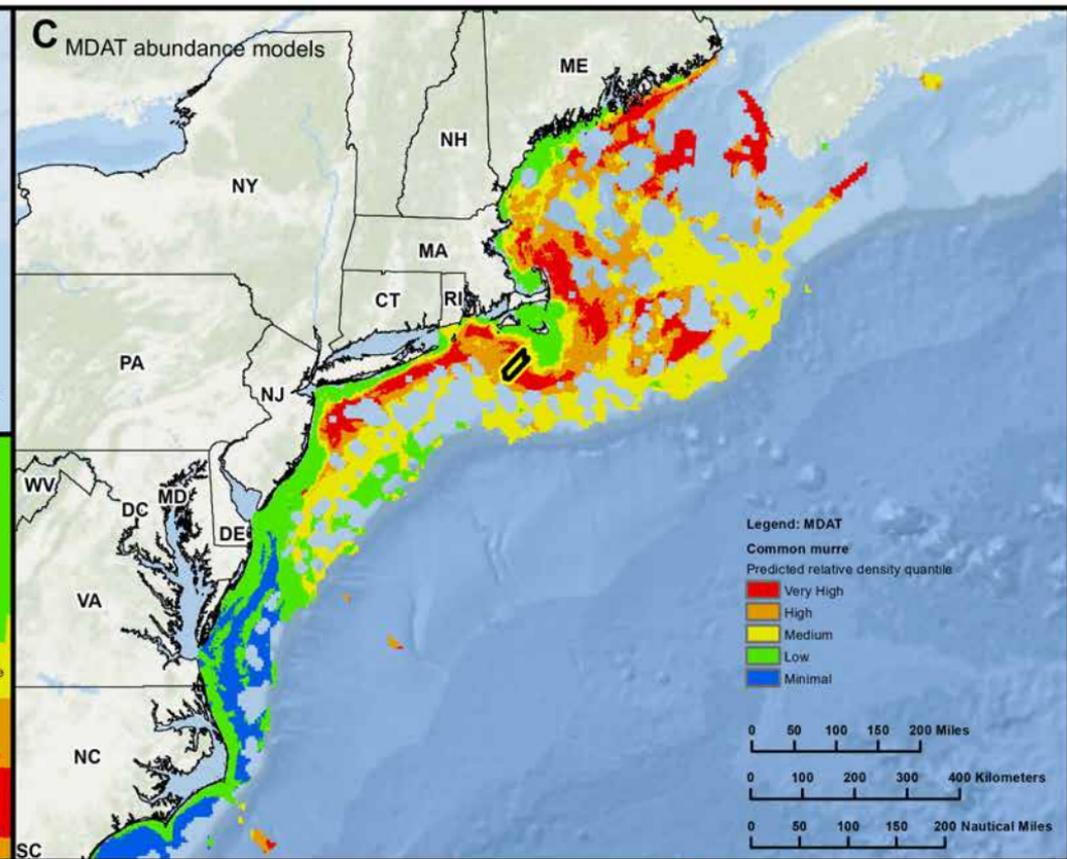 C MDAT abundance models
ME
NH
NY
MA
CT
RI
PA
NJ
WV
MD
DC
DE
VA
NC
SC
Legend: MDAT
Common murre
Predicted relative density quantile
Very High
High
Medium
Low
Minimal
0 50 100 150 200 Miles
0 100 200 300 400 Kilometers
0 50 100 150 200 Nautical Miles